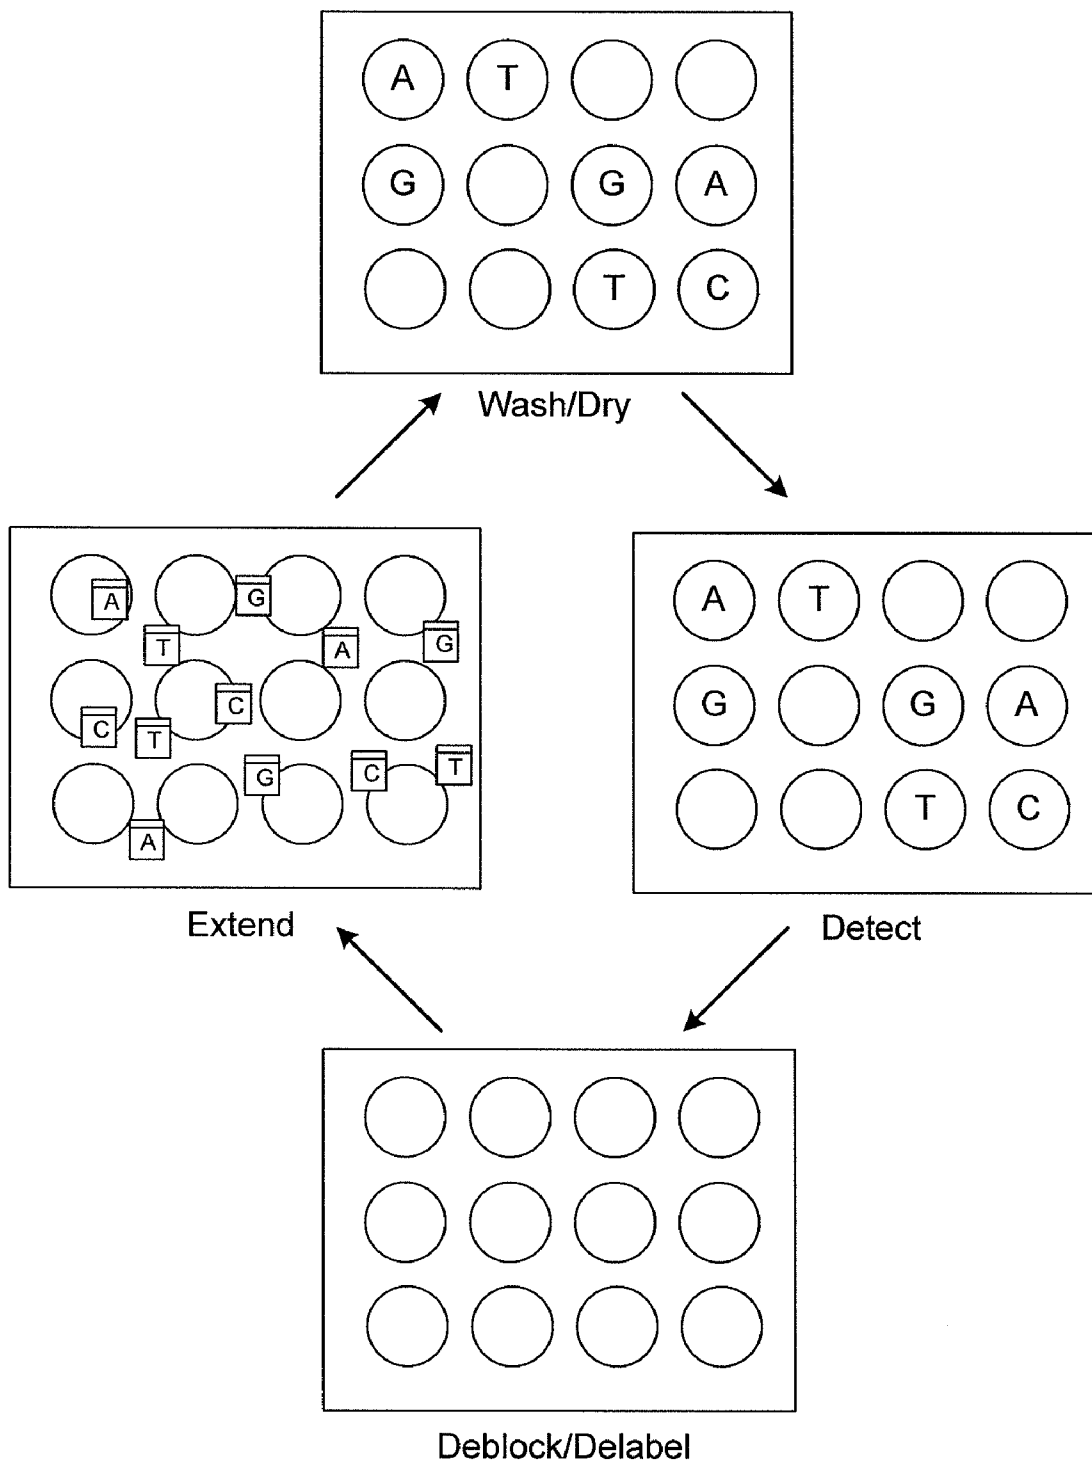 A T
G G A
T C
Wash/Dry
A G
T A G
C T C
G C T
A
Extend
A T
G G A
T C
Detect
Deblock/Delabel